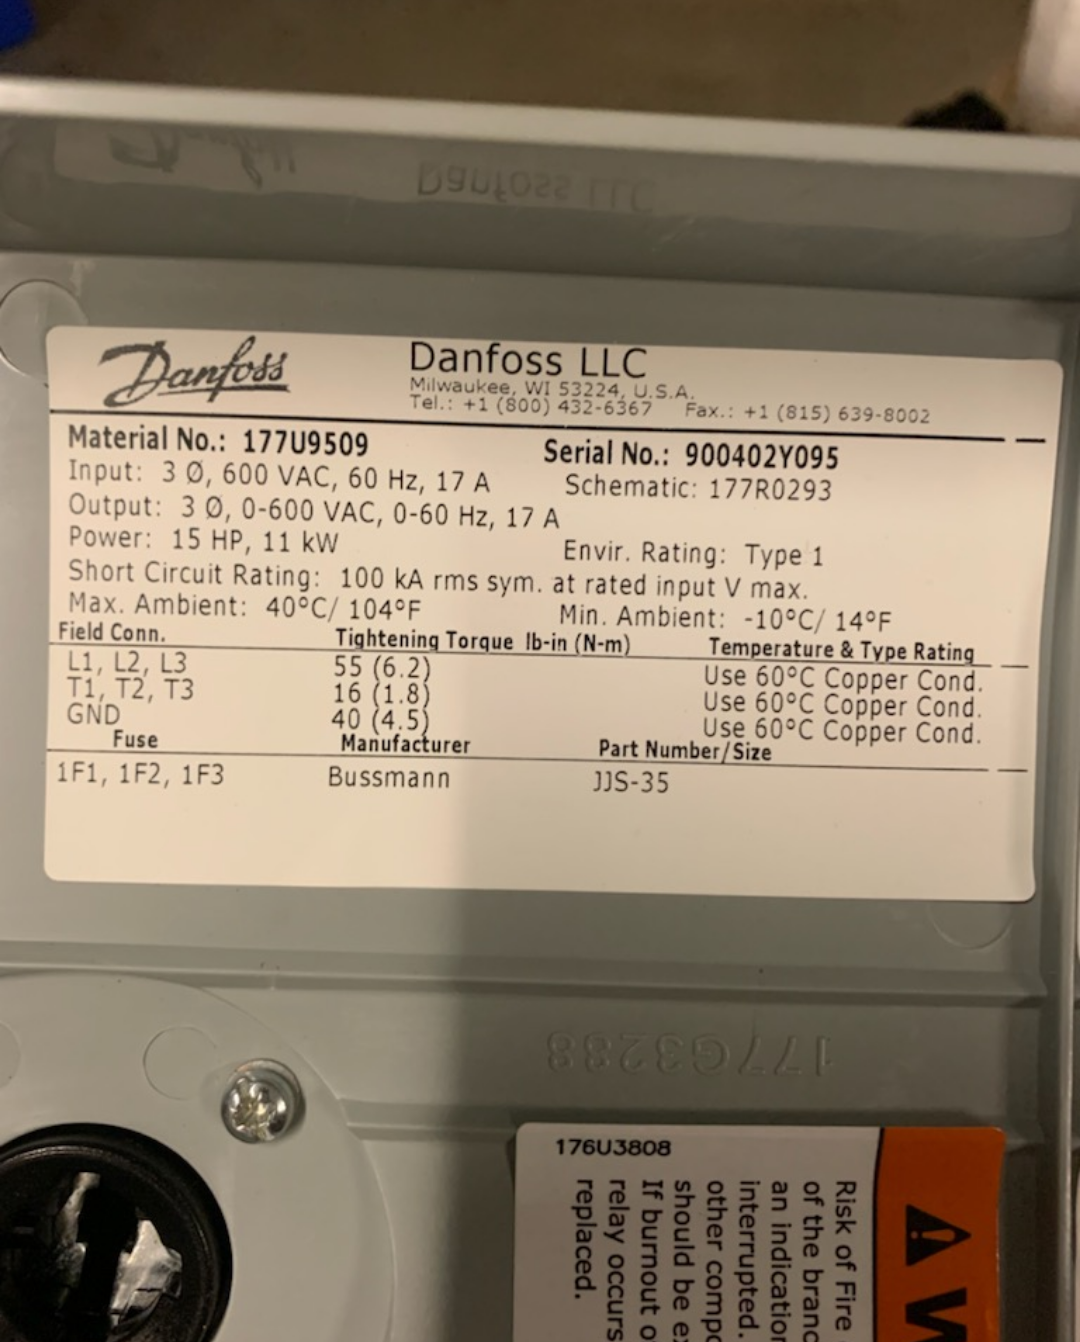 Danfoss LLC
Danfoss
Danfoss LLC
Milwaukee, WI 53224, U.S.A.
Tel.: +1 (800) 432-6367 Fax.: +1 (815) 639-8002
Material No.: 177U9509 Serial No.: 900402Y095
Input: 3 Ø, 600 VAC, 60 Hz, 17 A Schematic: 177R0293
Output: 3 Ø, 0-600 VAC, 0-60 Hz, 17 A
Power: 15 HP, 11 kW Envir. Rating: Type 1
Short Circuit Rating: 100 kA rms sym. at rated input V max.
Max. Ambient: 40°C/ 104°F Min. Ambient: -10°C/ 14°F
Field Conn. Tightening Torque lb-in (N-m) Temperature & Type Rating
L1, L2, L3 55 (6.2) Use 60°C Copper Cond.
T1, T2, T3 16 (1.8) Use 60°C Copper Cond.
GND 40 (4.5) Use 60°C Copper Cond.
Fuse Manufacturer Part Number/Size
1F1, 1F2, 1F3 Bussmann JJS-35
176U3808
Risk of Fire
of the branc
an indication
interrupted.
other compo
should be e
If burnout o
relay occurs
replaced.